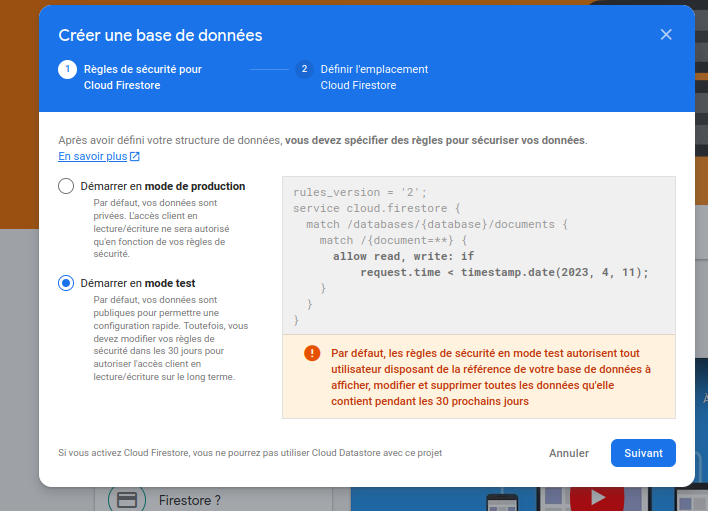 Créer une base de données
1 Règles de sécurité pour
Cloud Firestore
2 Définir l'emplacement
Cloud Firestore
Après avoir défini votre structure de données, vous devez spécifier des règles pour sécuriser vos données.
En savoir plus
Démarrer en mode de production
Par défaut, vos données sont
privées. L'accès client en
lecture/écriture ne sera autorisé
qu'en fonction de vos règles de
sécurité.
Démarrer en mode test
Par défaut, vos données sont
publiques pour permettre une
configuration rapide. Toutefois, vous
devez modifier vos règles de
sécurité dans les 30 jours pour
autoriser l'accès client en
lecture/écriture sur le long terme.
rules_version = '2';
service cloud.firestore {
match /databases/{database}/documents {
match /{document=**} {
allow read, write: if
request.time < timestamp.date(2023, 4, 11);
}
}
}
Par défaut, les règles de sécurité en mode test autorisent tout
utilisateur disposant de la référence de votre base de données à
afficher, modifier et supprimer toutes les données qu'elle
contient pendant les 30 prochains jours
Si vous activez Cloud Firestore, vous ne pourrez pas utiliser Cloud Datastore avec ce projet
Annuler
Suivant
Firestore ?
À